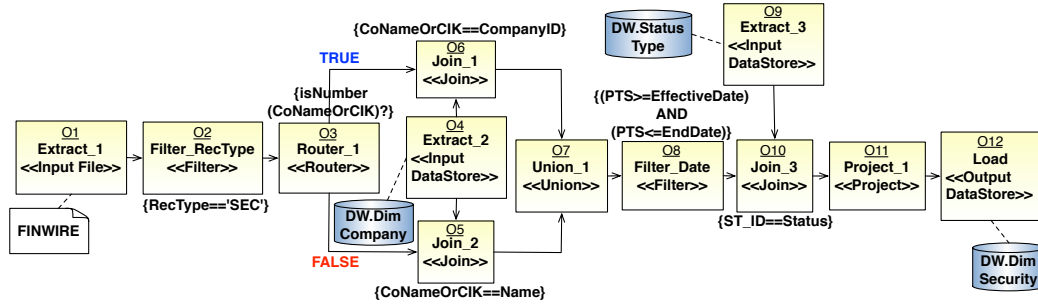 O1
Extract_1
<<Input File>>
FINWIRE
O2
Filter_RecType
<<Filter>>
{RecType=='SEC'}
{isNumber
(CoNameOrCIK)?}
O3
Router_1
<<Router>>
TRUE
FALSE
{CoNameOrCIK==CompanyID}
O6
Join_1
<<Join>>
O4
Extract_2
<<Input
DataStore>>
DW.Dim
Company
O5
Join_2
<<Join>>
{CoNameOrCIK==Name}
O7
Union_1
<<Union>>
{(PTS>=EffectiveDate)
AND
(PTS<=EndDate)}
O8
Filter_Date
<<Filter>>
DW.Status
Type
O9
Extract_3
<<Input
DataStore>>
O10
Join_3
<<Join>>
{ST_ID==Status}
O11
Project_1
<<Project>>
O12
Load
<<Output
DataStore>>
DW.Dim
Security